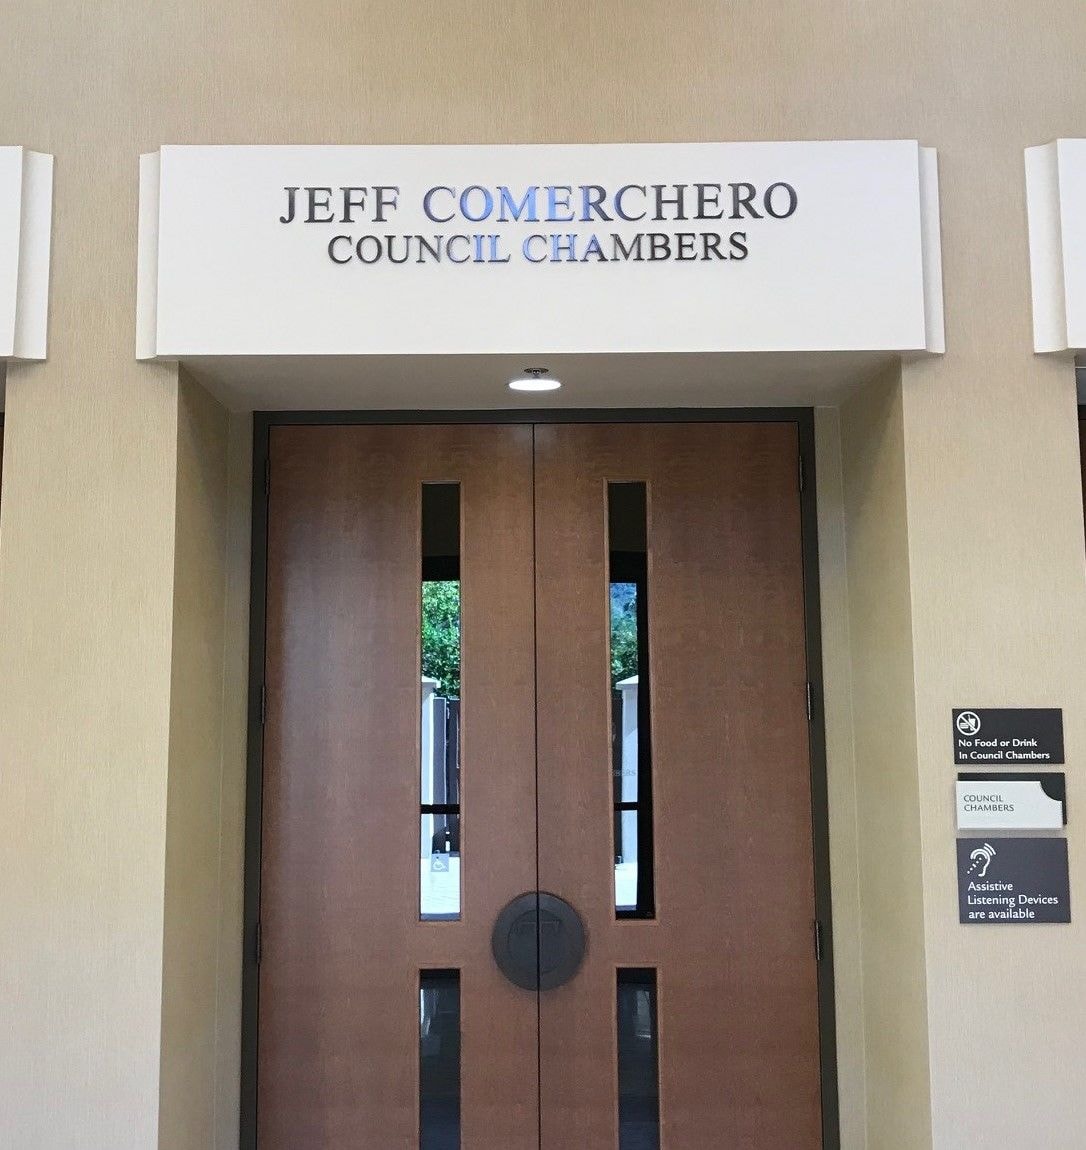 JEFF COMERCHERO
COUNCIL CHAMBERS
No Food or Drink
In Council Chambers
COUNCIL
CHAMBERS
Assistive
Listening Devices
are available